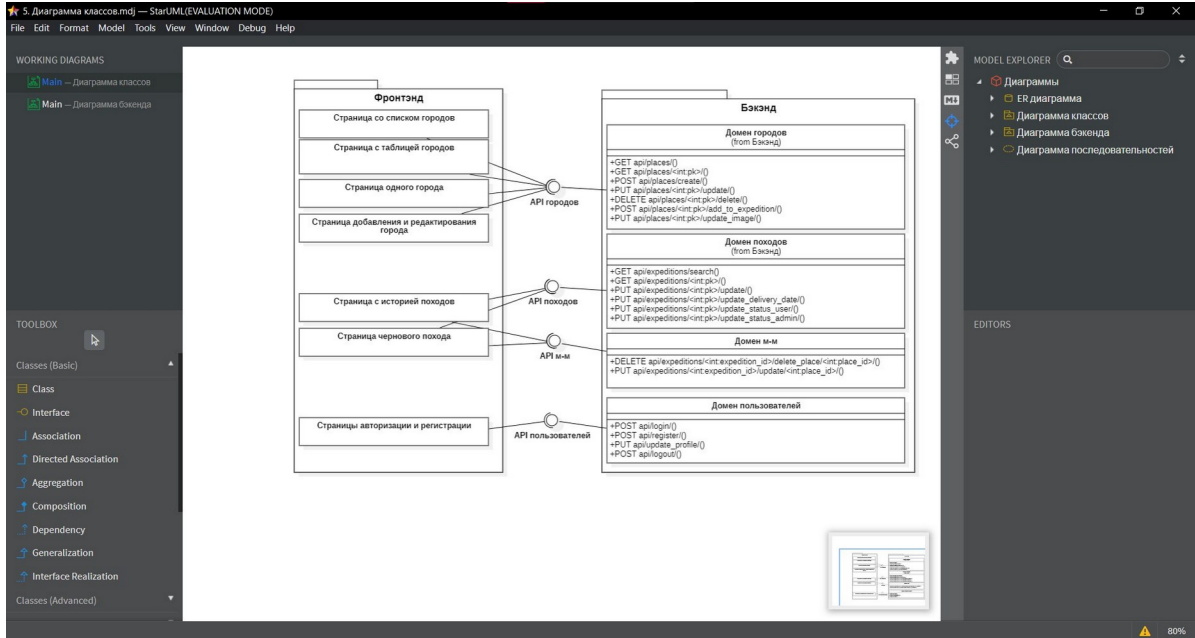 5. Диаграмма классов.mdj — StarUML(EVALUATION MODE)
File Edit Format Model Tools View Window Debug Help
WORKING DIAGRAMS
Main — Диаграмма классов
Main — Диаграмма бэкенда
TOOLBOX
Classes (Basic)
Class
Interface
Association
Directed Association
Aggregation
Composition
Dependency
Generalization
Interface Realization
Classes (Advanced)
Фронтэнд
Страница со списком городов
Страница с таблицей городов
Страница одного города
Страница добавления и редактирования
города
Страница с историей походов
Страница чернового похода
Страницы авторизации и регистрации
API городов
API походов
API м-м
API пользователей
Бэкэнд
Домен городов
(from Бэкэнд)
+GET api/places/()
+GET api/places/<int:pk>/()
+POST api/places/create/()
+PUT api/places/<int:pk>/update/()
+DELETE api/places/<int:pk>/delete/()
+POST api/places/<int:pk>/add_to_expedition/()
+PUT api/places/<int:pk>/update_image/()
Домен походов
(from Бэкэнд)
+GET api/expeditions/search()
+GET api/expeditions/<int:pk>/()
+PUT api/expeditions/<int:pk>/update/()
+PUT api/expeditions/<int:pk>/update_delivery_date/()
+PUT api/expeditions/<int:pk>/update_status_user/()
+PUT api/expeditions/<int:pk>/update_status_admin/()
Домен м-м
+DELETE api/expeditions/<int:expedition_id>/delete_place/<int:place_id>/()
+PUT api/expeditions/<int:expedition_id>/update/<int:place_id>/()
Домен пользователей
+POST api/login/()
+POST api/register/()
+PUT api/update_profile/()
+POST api/logout/()
MODEL EXPLORER
Диаграммы
ER диаграмма
Диаграмма классов
Диаграмма бэкенда
Диаграмма последовательностей
EDITORS
80%